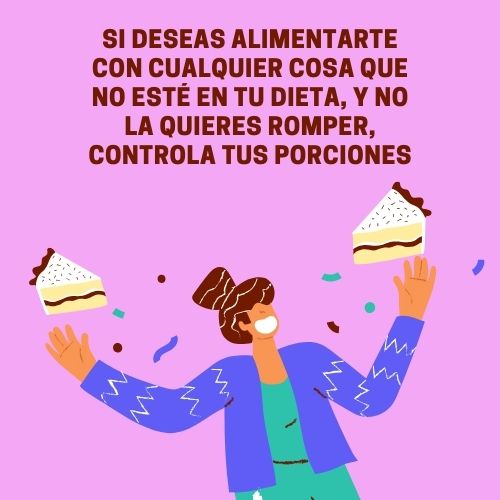 SI DESEAS ALIMENTARTE
CON CUALQUIER COSA QUE
NO ESTÉ EN TU DIETA, Y NO
LA QUIERES ROMPER,
CONTROLA TUS PORCIONES